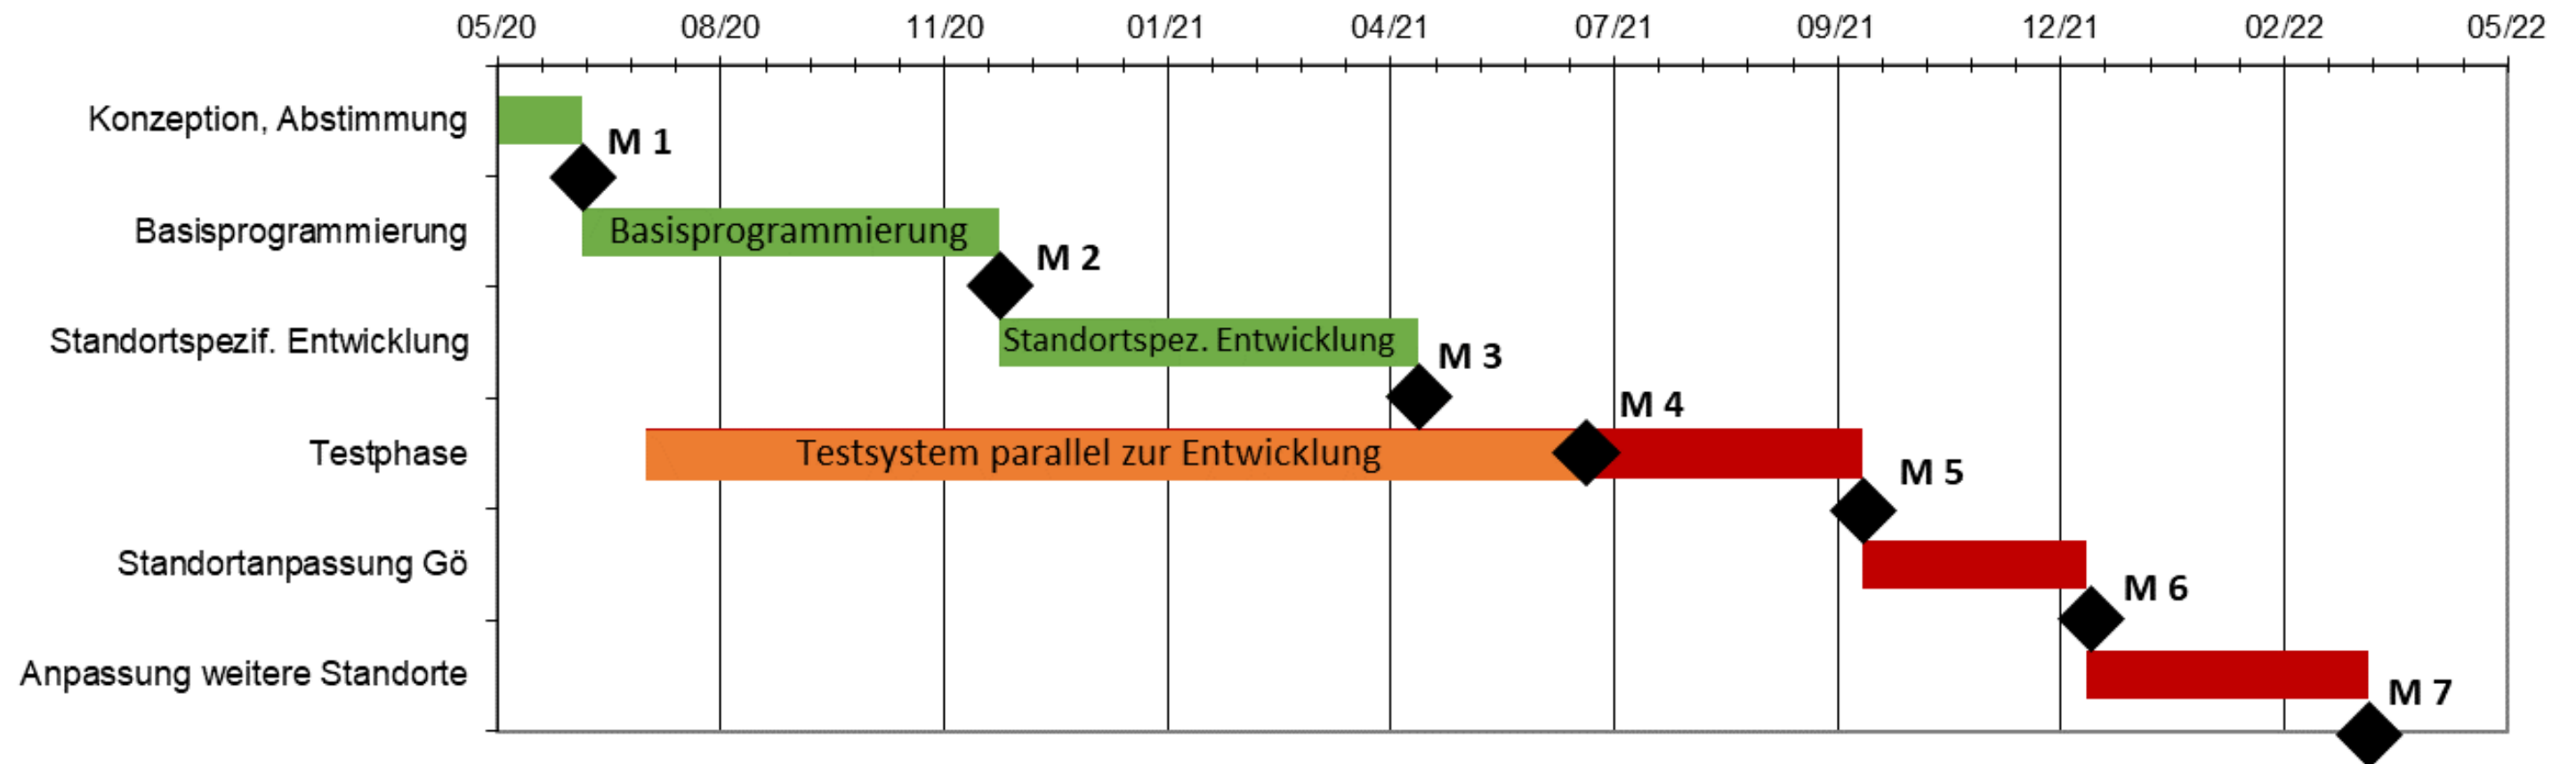 05/20 08/20 11/20 01/21 04/21 07/21 09/21 12/21 02/22 05/22
Konzeption, Abstimmung
M 1
Basisprogrammierung Basisprogrammierung
M 2
Standortspezif. Entwicklung Standortspez. Entwicklung
M 3
M 4
Testphase Testsystem parallel zur Entwicklung
M 5
Standortanpassung Gö
M 6
Anpassung weitere Standorte
M 7